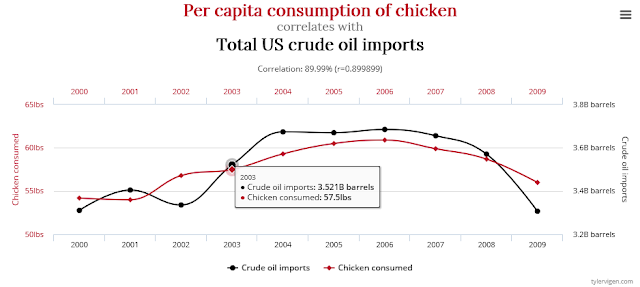 Per capita consumption of chicken
correlates with
Total US crude oil imports
Correlation: 89.99% (r=0.899899)
2000 2001 2002 2003 2004 2005 2006 2007 2008 2009
65lbs 3.8B barrels
60lbs 3.6B barrels
55lbs 3.4B barrels
50lbs 3.2B barrels
Chicken consumed
Crude oil imports
2003
Crude oil imports: 3.521B barrels
Chicken consumed: 57.5lbs
2000 2001 2002 2003 2004 2005 2006 2007 2008 2009
Crude oil imports Chicken consumed
tylervigen.com